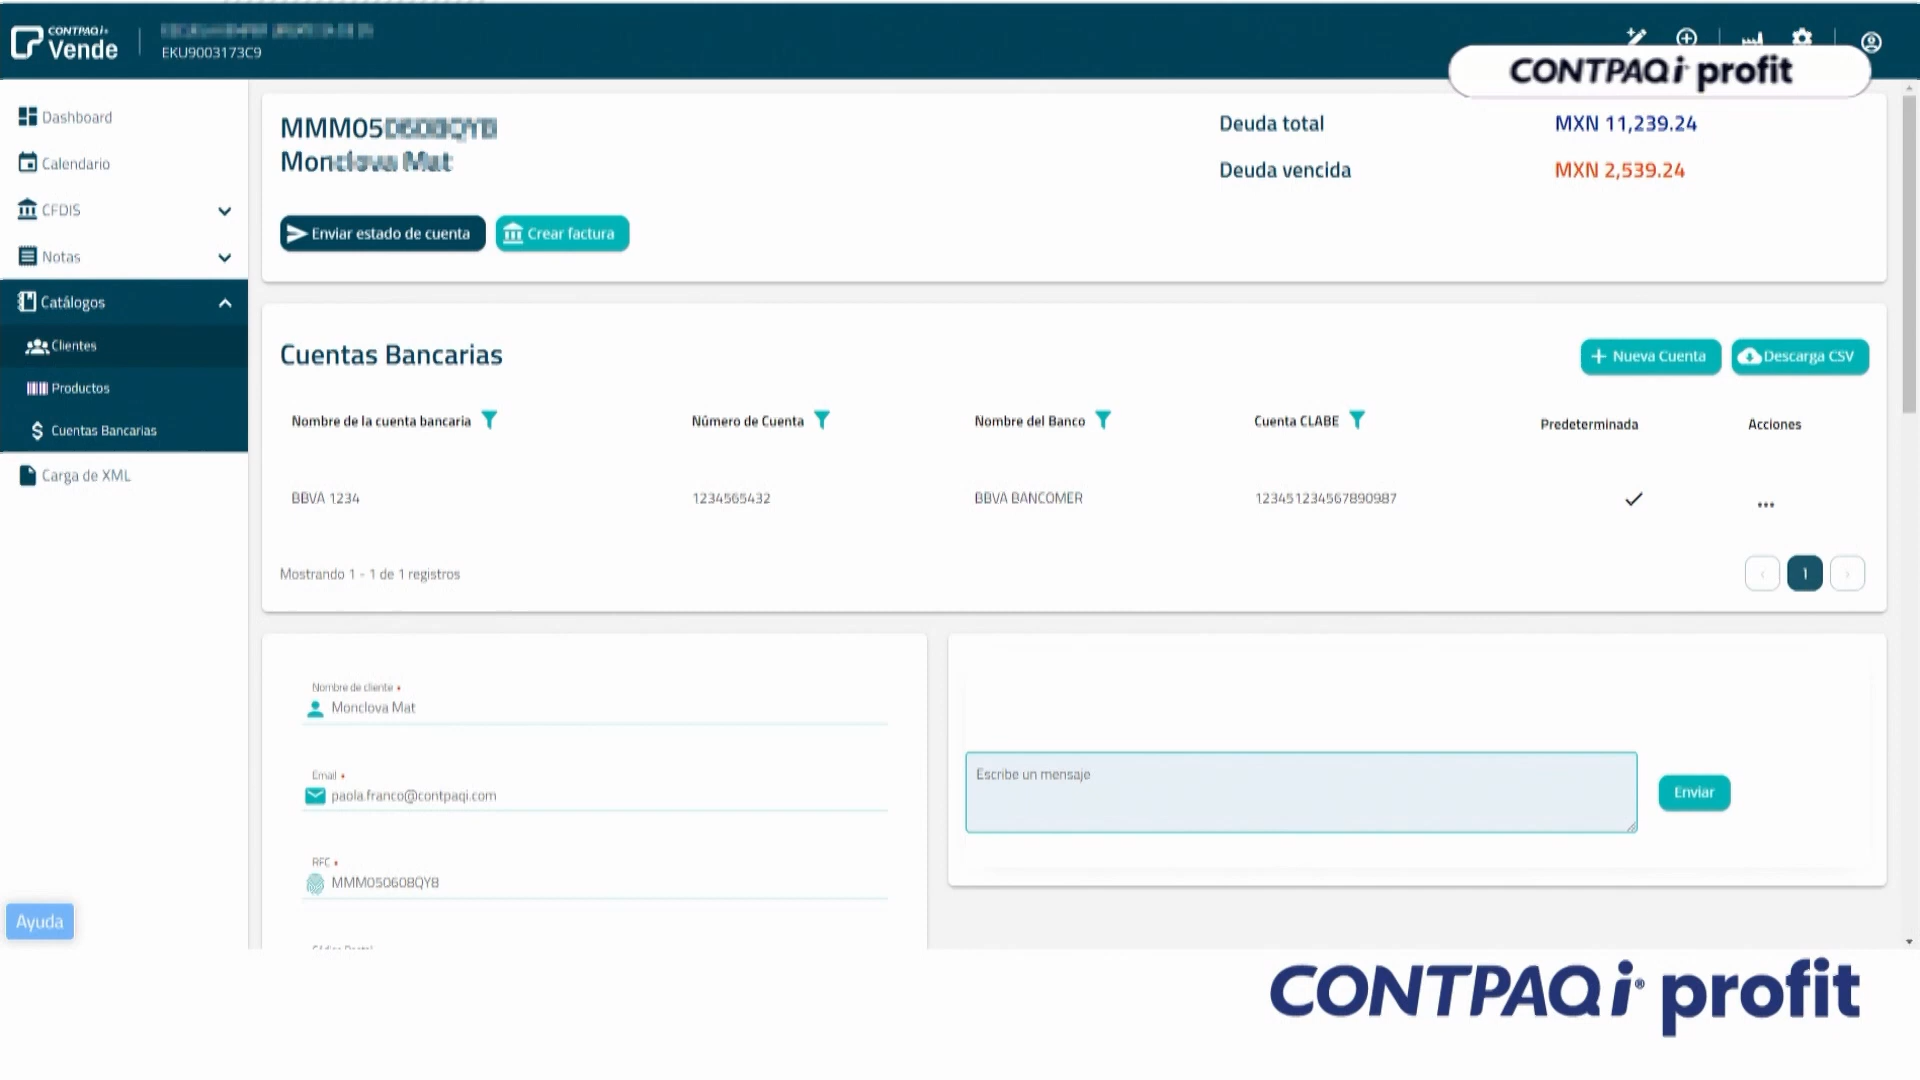 CONTPAQi®
Vende
EKU9003173C9
CONTPAQi profit
Dashboard
Calendario
CFDIS
Notas
Catálogos
Clientes
Productos
Cuentas Bancarias
Carga de XML
Ayuda
MMM05
Mon
Deuda total
MXN 11,239.24
Deuda vencida
MXN 2,539.24
Enviar estado de cuenta
Crear factura
Cuentas Bancarias
Nueva Cuenta
Descarga CSV
Nombre de la cuenta bancaria
Número de Cuenta
Nombre del Banco
Cuenta CLABE
Predeterminada
Acciones
BBVA 1234
1234565432
BBVA BANCOMER
123451234567890987
...
Mostrando 1 - 1 de 1 registros
‹
1
›
Nombre de cliente •
Monclova Mat
Email •
paola.franco@contpaqi.com
RFC •
MMM050608QY8
Escribe un mensaje
Enviar
CONTPAQi® profit